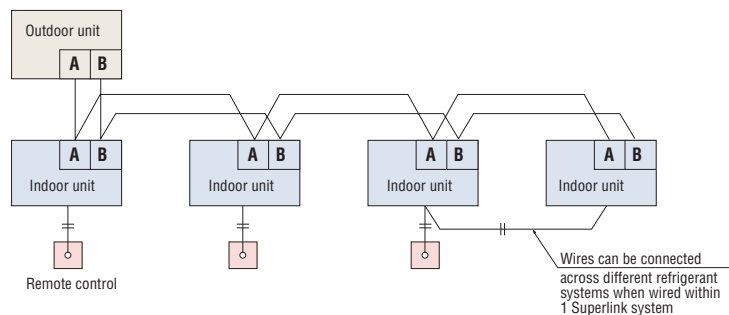 Outdoor unit
A B
A B
A B
A B
A B
Indoor unit
Indoor unit
Indoor unit
Indoor unit
Remote control
Wires can be connected
across different refrigerant
systems when wired within
1 Superlink system